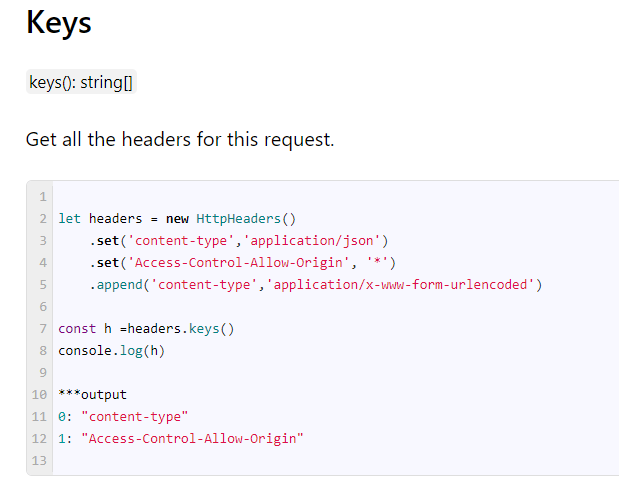 Keys
keys(): string[]
Get all the headers for this request.
1
2 let headers = new HttpHeaders()
3     .set('content-type','application/json')
4     .set('Access-Control-Allow-Origin', '*')
5     .append('content-type','application/x-www-form-urlencoded')
6
7 const h =headers.keys()
8 console.log(h)
9
10 ***output
11 0: "content-type"
12 1: "Access-Control-Allow-Origin"
13